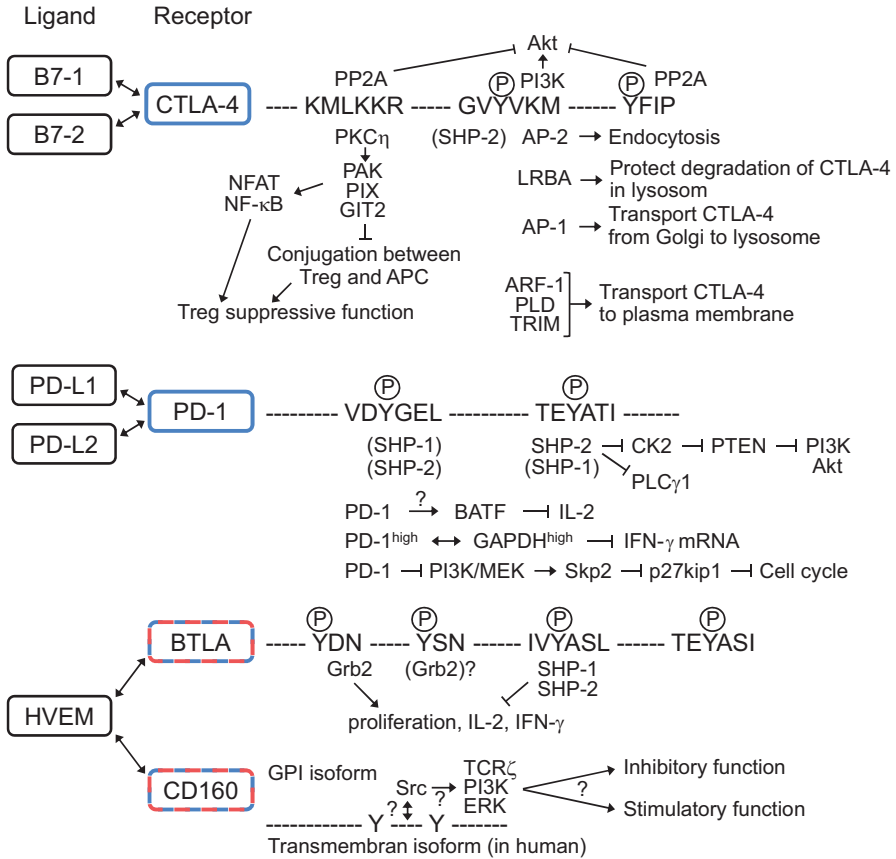 Ligand Receptor
B7-1
B7-2
CTLA-4
Akt
PP2A P PI3K P PP2A
---- KMLKKR ----- GVYVKM ------ YFIP
PKCη (SHP-2) AP-2 Endocytosis
PAK
PIX
GIT2
NFAT
NF-κB
LRBA Protect degradation of CTLA-4
in lysosom
AP-1 Transport CTLA-4
from Golgi to lysosome
Conjugation between
Treg and APC
Treg suppressive function
ARF-1
PLD
TRIM
Transport CTLA-4
to plasma membrane
PD-L1
PD-L2
PD-1
P P
--------- VDYGEL ---------- TEYATI -------
(SHP-1) SHP-2 CK2 PTEN PI3K
(SHP-2) (SHP-1) Akt
PLCγ1
PD-1 ? BATF IL-2
PD-1high GAPDHhigh IFN-γ mRNA
PD-1 PI3K/MEK Skp2 p27kip1 Cell cycle
HVEM
BTLA
P P P P
----- YDN ----- YSN ------ IVYASL ------- TEYASI
Grb2 (Grb2)? SHP-1
SHP-2
proliferation, IL-2, IFN-γ
CD160
GPI isoform
Src
TCRζ
PI3K
ERK
Inhibitory function
?
Stimulatory function
? ?
------------ Y ----- Y -------
Transmembran isoform (in human)